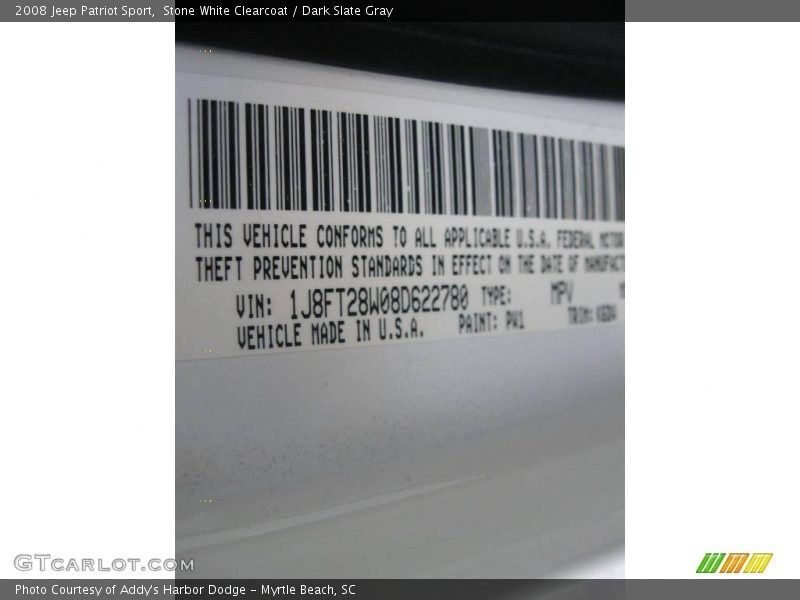 2008 Jeep Patriot Sport,  Stone White Clearcoat / Dark Slate Gray
THIS VEHICLE CONFORMS TO ALL APPLICABLE U.S.A. FEDERAL MOTOR
THEFT PREVENTION STANDARDS IN EFFECT ON THE DATE OF MANUFACT
VIN: 1J8FT28W08D622780 TYPE: MPV
VEHICLE MADE IN U.S.A. PAINT: PW1 TRIM:
GTCARLOT.COM
Photo Courtesy of Addy's Harbor Dodge - Myrtle Beach, SC